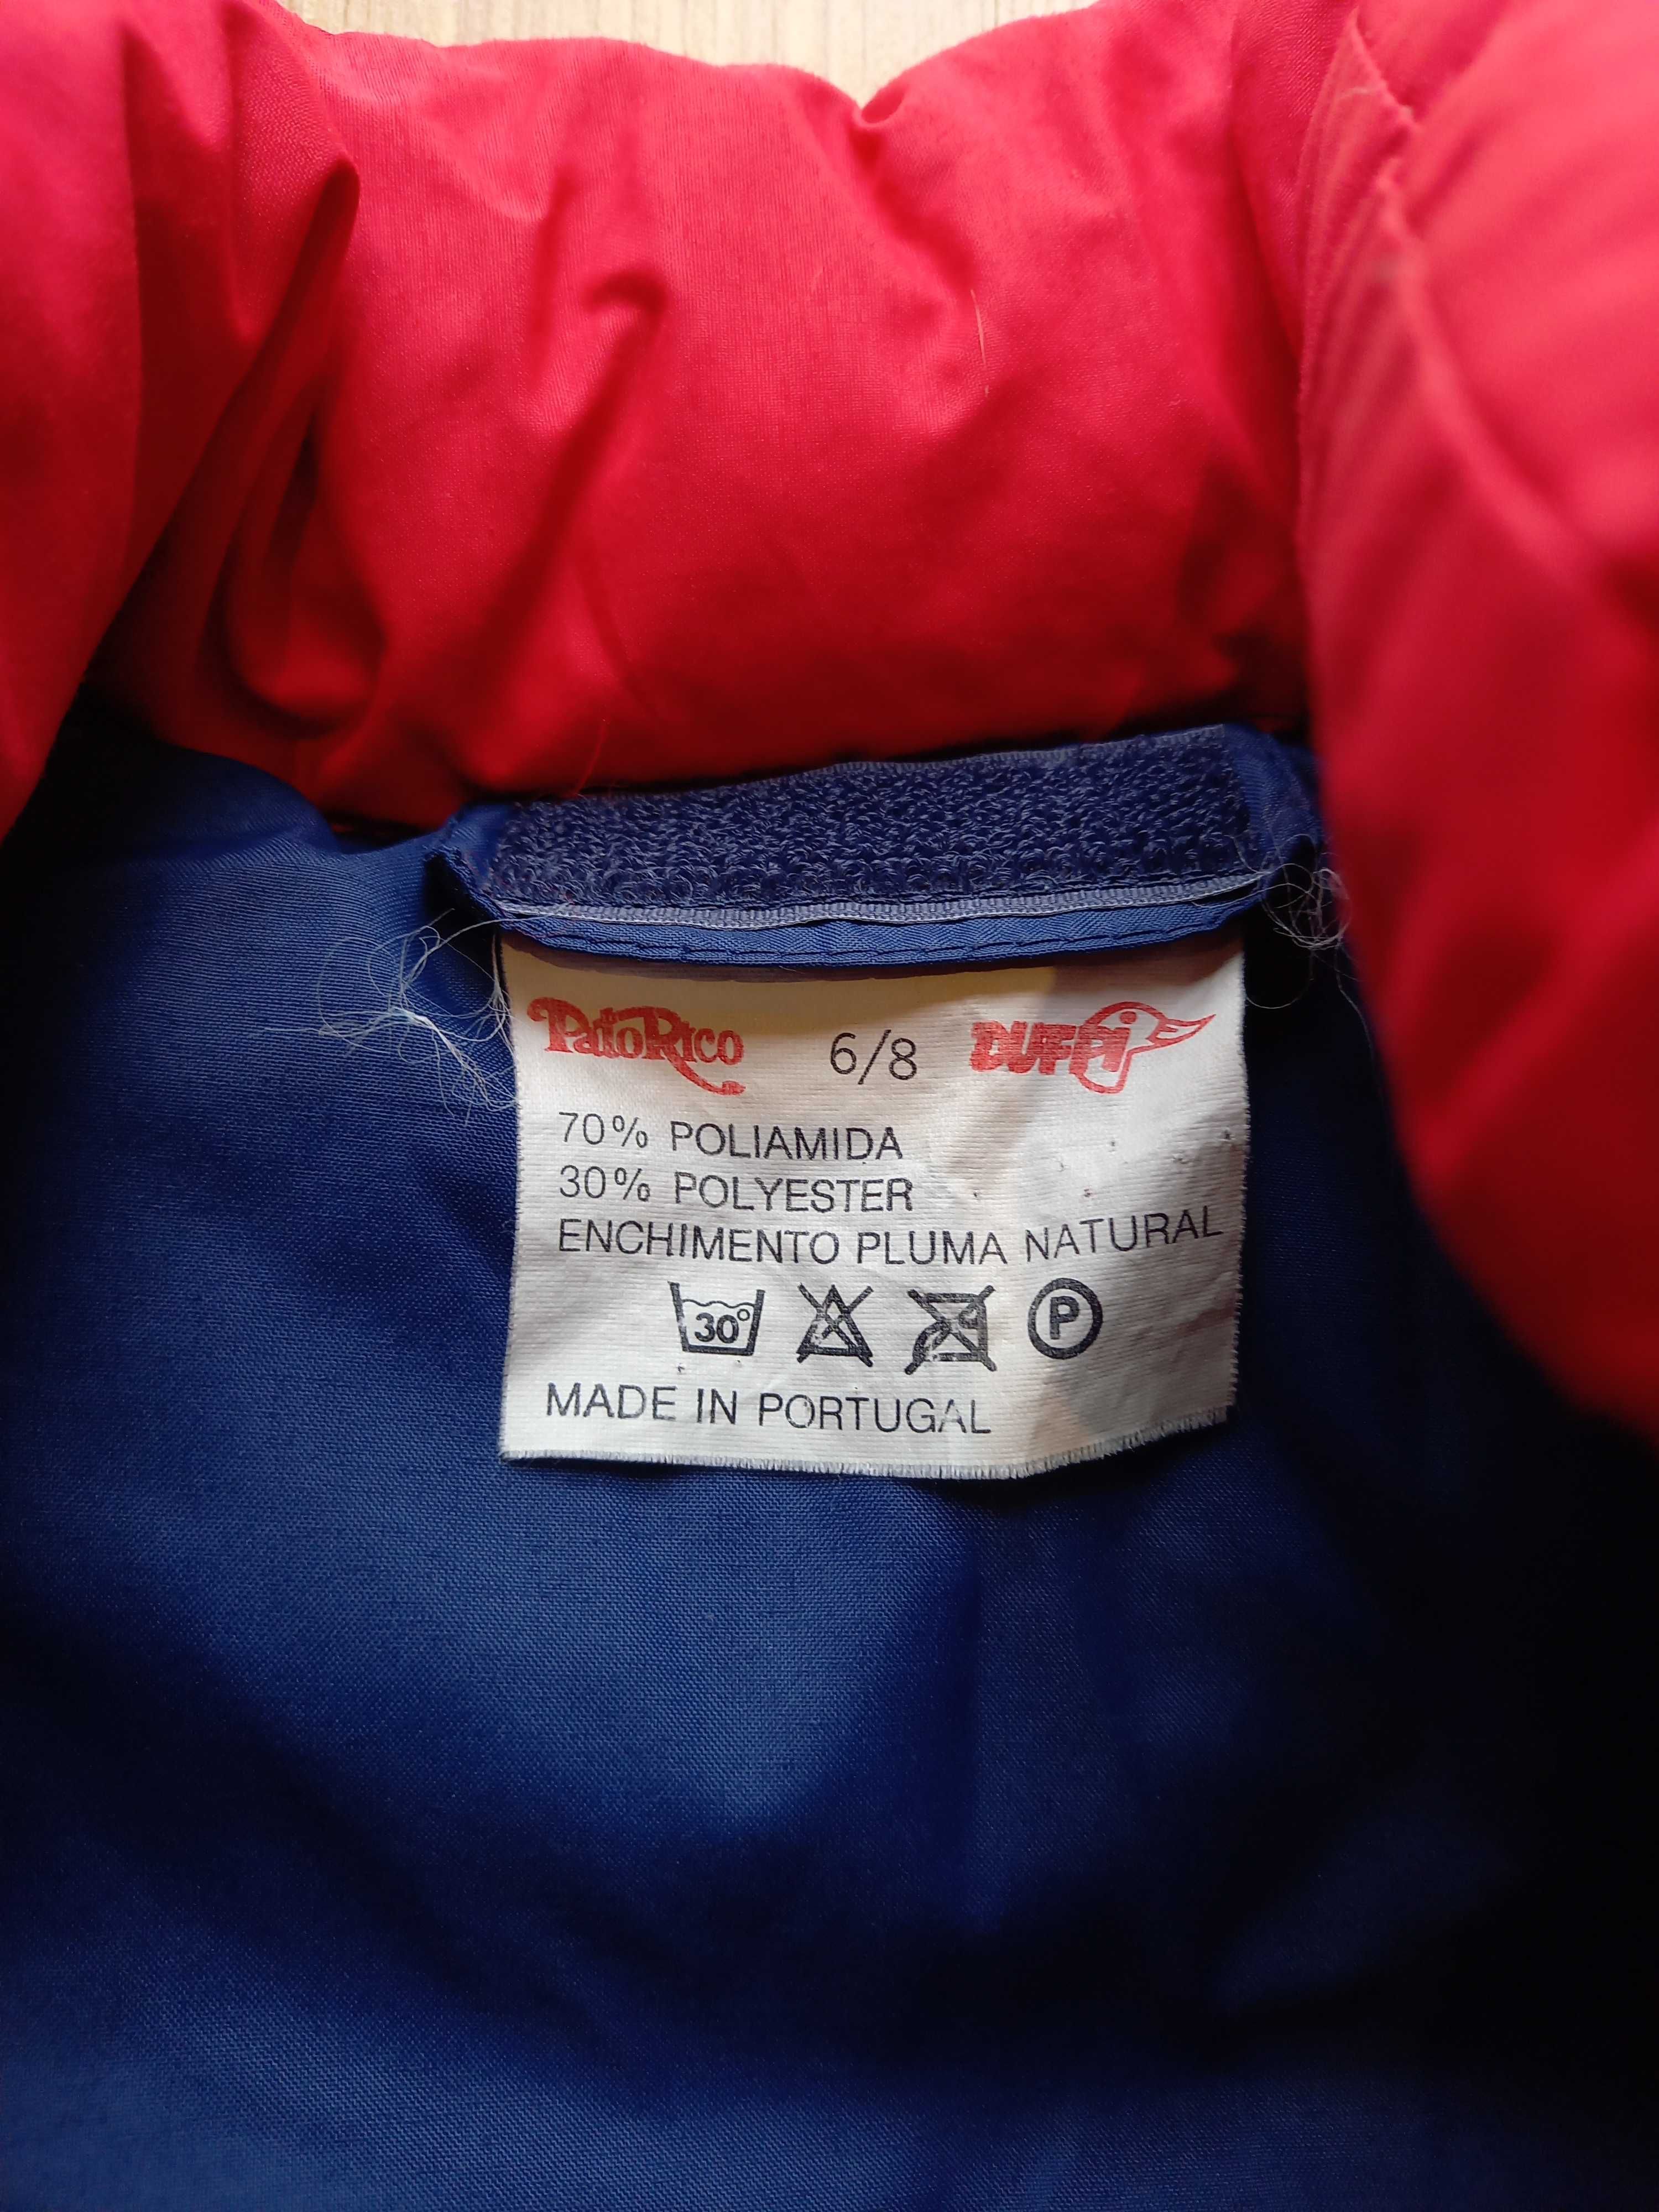 PatoRico 6/8 DUFFi
70% POLIAMIDA
30% POLYESTER
ENCHIMENTO PLUMA NATURAL
30° P
MADE IN PORTUGAL